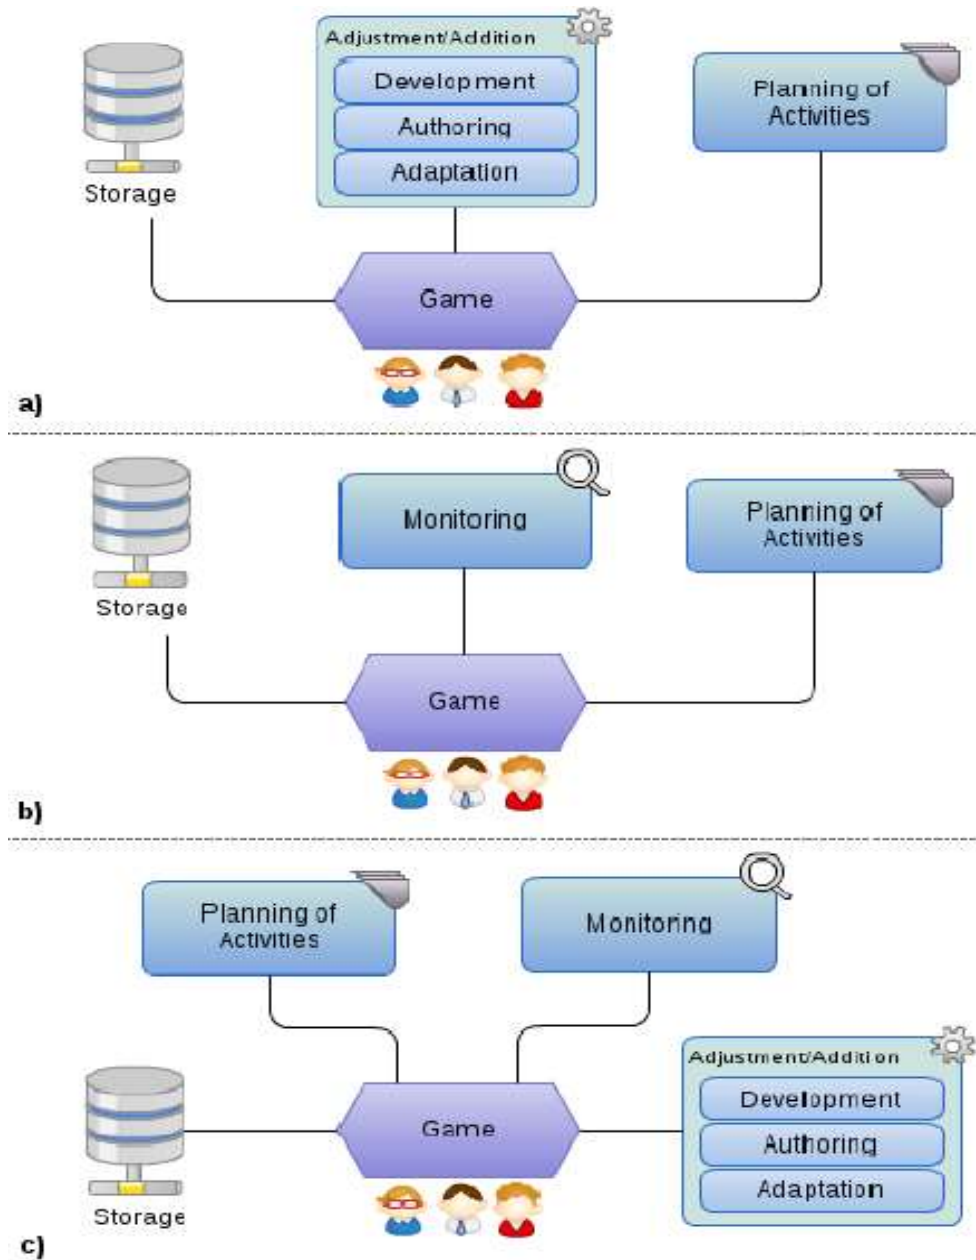 Adjustment/Addition
Development
Authoring
Adaptation
Planning of
Activities
Storage
Game
a)
Monitoring
Planning of
Activities
Storage
Game
b)
Planning of
Activities
Monitoring
Adjustment/Addition
Development
Authoring
Adaptation
Game
Storage
c)